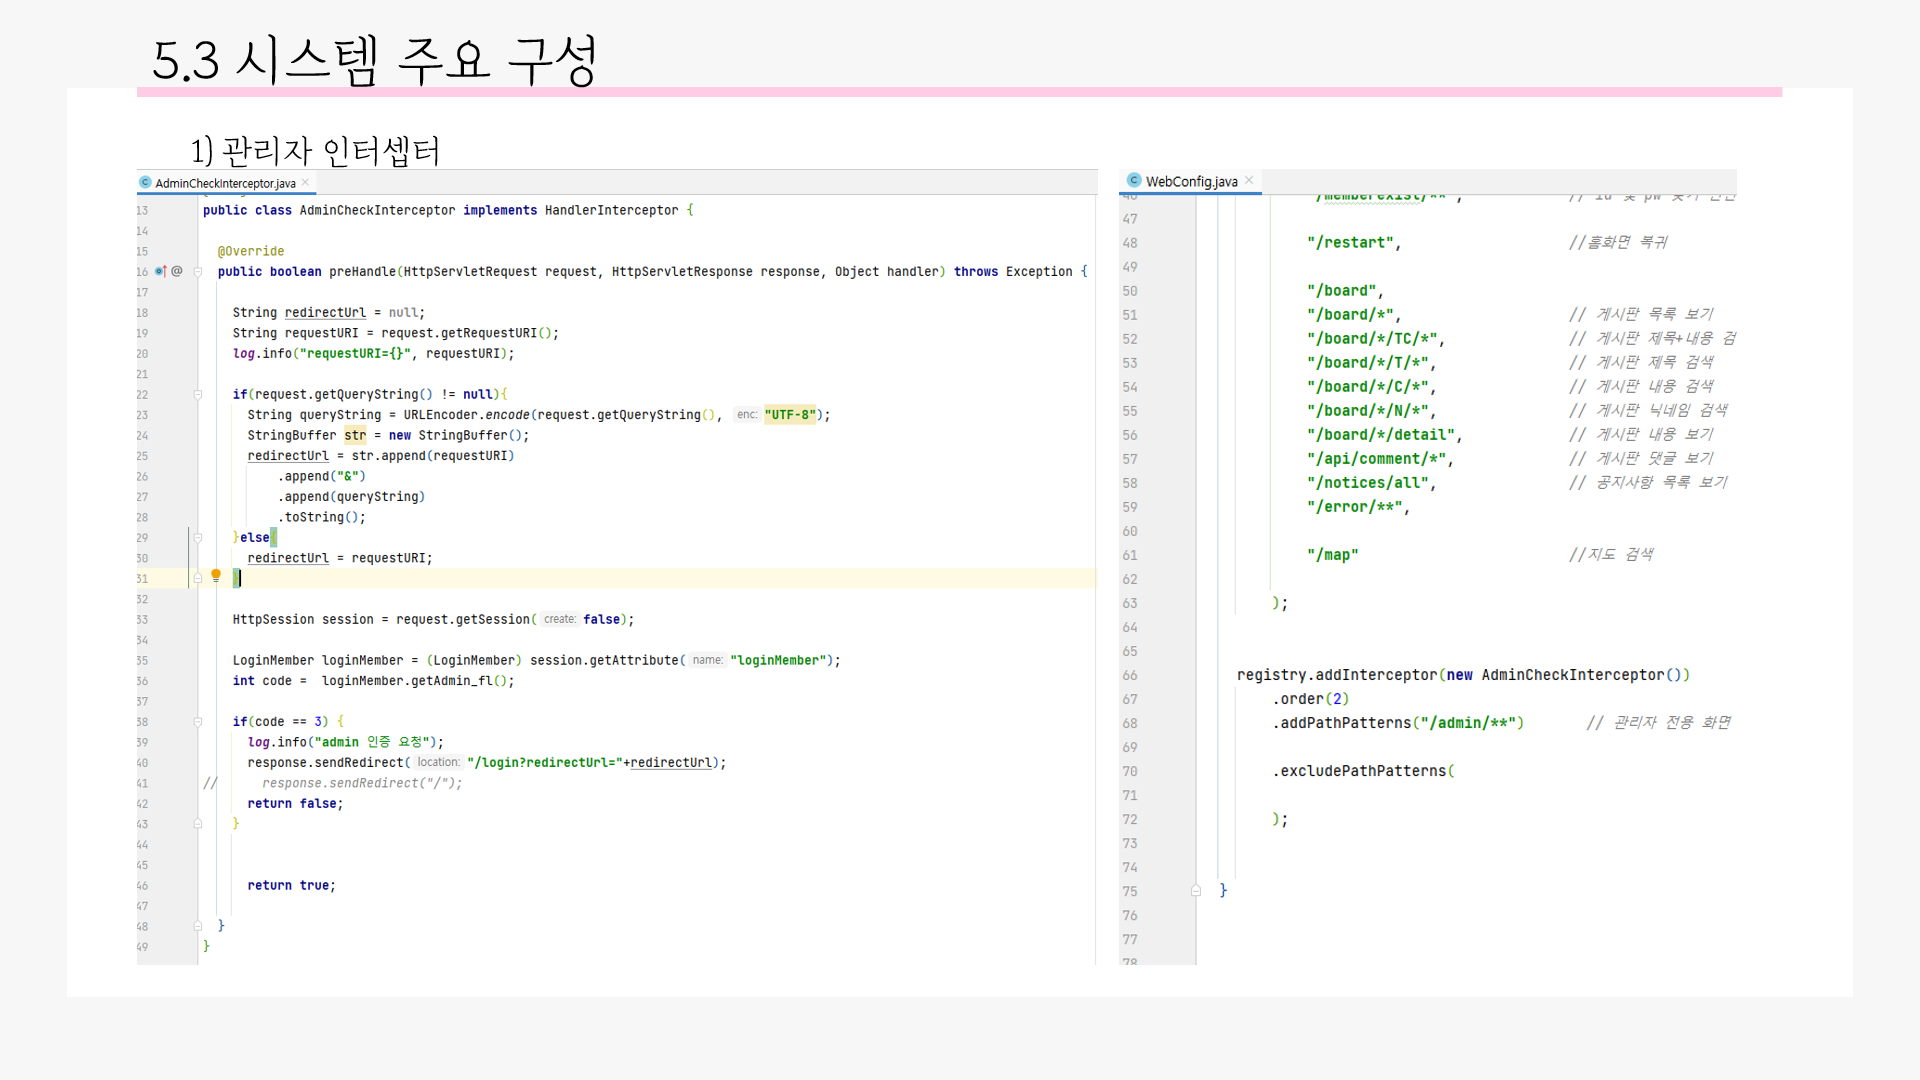 5.3 시스템 주요 구성
1) 관리자 인터셉터
AdminCheckInterceptor.java
13 public class AdminCheckInterceptor implements HandlerInterceptor {
14
15 @Override
16 @ public boolean preHandle(HttpServletRequest request, HttpServletResponse response, Object handler) throws Exception {
17
18 String redirectUrl = null;
19 String requestURI = request.getRequestURI();
20 log.info("requestURI={}", requestURI);
21
22 if(request.getQueryString() != null){
23 String queryString = URLEncoder.encode(request.getQueryString(), enc: "UTF-8");
24 StringBuffer str = new StringBuffer();
25 redirectUrl = str.append(requestURI)
26 .append("&")
27 .append(queryString)
28 .toString();
29 }else{
30 redirectUrl = requestURI;
31 }
32
33 HttpSession session = request.getSession( create: false);
34
35 LoginMember loginMember = (LoginMember) session.getAttribute( name: "loginMember");
36 int code =  loginMember.getAdmin_fl();
37
38 if(code == 3) {
39 log.info("admin 인증 요청");
40 response.sendRedirect( location: "/login?redirectUrl="+redirectUrl);
41 // response.sendRedirect("/");
42 return false;
43 }
44
45
46 return true;
47
48 }
49 }
WebConfig.java
46 "/memberexist/**", // id 및 pw 찾기
47
48 "/restart", //홈화면 복귀
49
50 "/board",
51 "/board/*", // 게시판 목록 보기
52 "/board/*/TC/*", // 게시판 제목+내용 검
53 "/board/*/T/*", // 게시판 제목 검색
54 "/board/*/C/*", // 게시판 내용 검색
55 "/board/*/N/*", // 게시판 닉네임 검색
56 "/board/*/detail", // 게시판 내용 보기
57 "/api/comment/*", // 게시판 댓글 보기
58 "/notices/all", // 공지사항 목록 보기
59 "/error/**",
60
61 "/map" //지도 검색
62
63 );
64
65
66 registry.addInterceptor(new AdminCheckInterceptor())
67 .order(2)
68 .addPathPatterns("/admin/**") // 관리자 전용 화면
69
70 .excludePathPatterns(
71
72 );
73
74
75 }
76
77
78